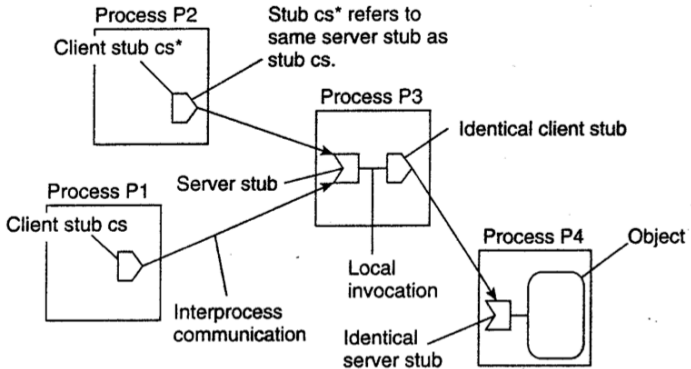 Process P2
Client stub cs*
Stub cs* refers to
same server stub as
stub cs.
Process P3
Identical client stub
Server stub
Process P1
Client stub cs
Interprocess
communication
Local
invocation
Process P4
Object
Identical
server stub